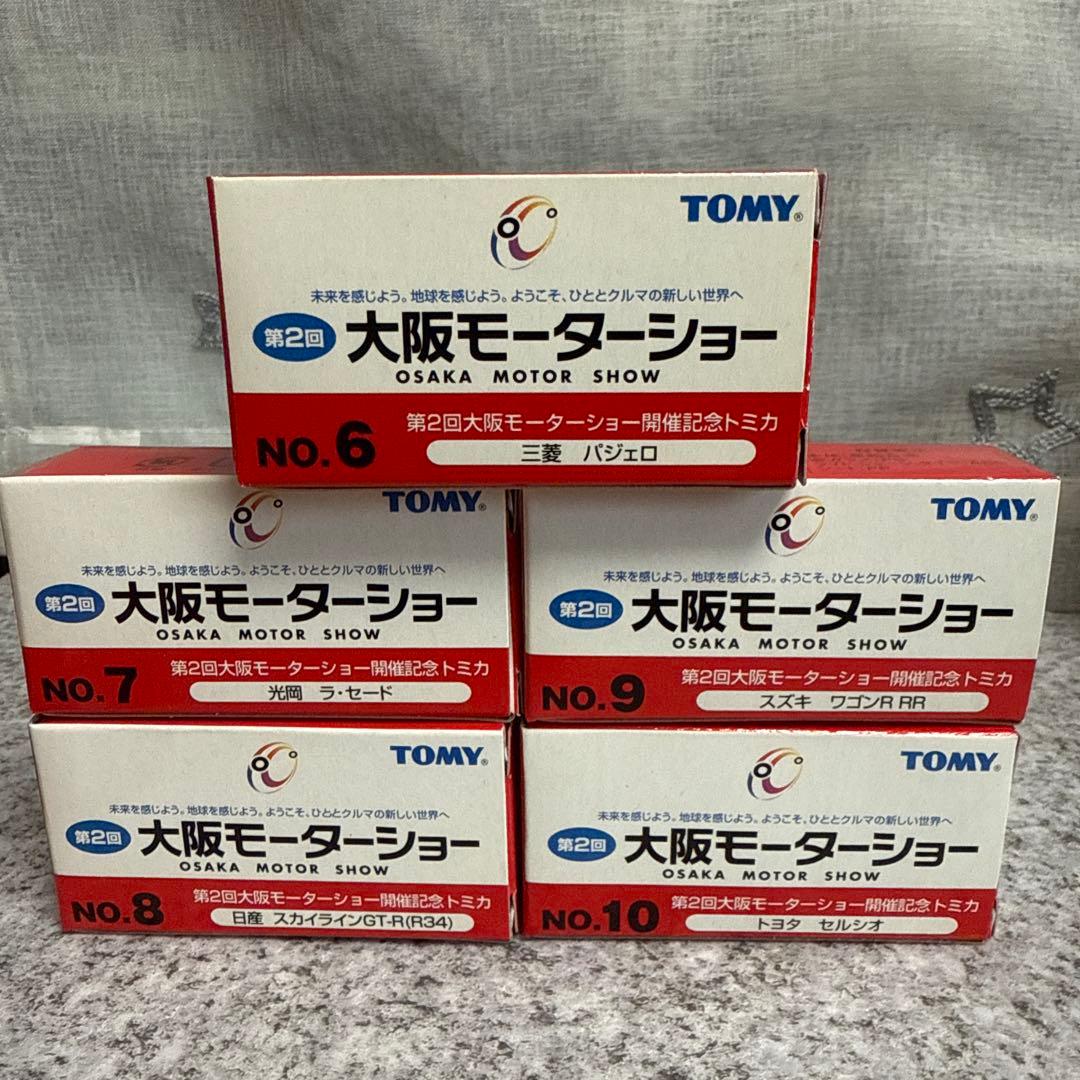 TOMY®
未来を感じよう。地球を感じよう。ようこそ、ひととクルマの新しい世界へ
第2回 大阪モーターショー
OSAKA MOTOR SHOW
第2回大阪モーターショー開催記念トミカ
NO.6 三菱 パジェロ
TOMY®
未来を感じよう。地球を感じよう。ようこそ、ひととクルマの新しい世界へ
第2回 大阪モーターショー
OSAKA MOTOR SHOW
第2回大阪モーターショー開催記念トミカ
NO.7 光岡 ラ・セード
TOMY®
未来を感じよう。地球を感じよう。ようこそ、ひととクルマの新しい世界へ
第2回 大阪モーターショー
OSAKA MOTOR SHOW
第2回大阪モーターショー開催記念トミカ
NO.9 スズキ ワゴンR RR
TOMY®
未来を感じよう。地球を感じよう。ようこそ、ひととクルマの新しい世界へ
第2回 大阪モーターショー
OSAKA MOTOR SHOW
第2回大阪モーターショー開催記念トミカ
NO.8 日産 スカイラインGT-R(R34)
TOMY®
未来を感じよう。地球を感じよう。ようこそ、ひととクルマの新しい世界へ
第2回 大阪モーターショー
OSAKA MOTOR SHOW
第2回大阪モーターショー開催記念トミカ
NO.10 トヨタ セルシオ